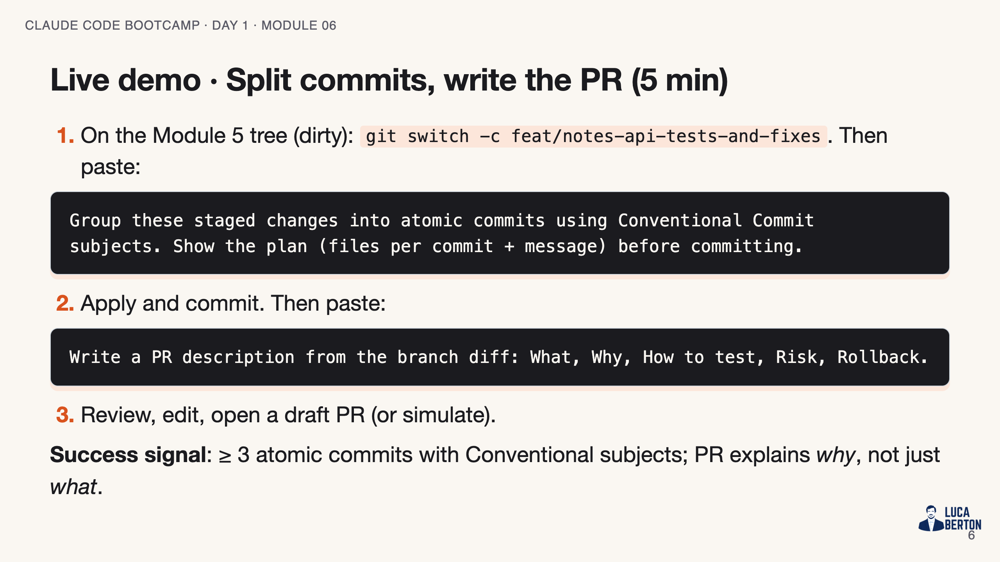 CLAUDE CODE BOOTCAMP · DAY 1 · MODULE 06
Live demo · Split commits, write the PR (5 min)
1. On the Module 5 tree (dirty): git switch -c feat/notes-api-tests-and-fixes. Then
paste:
Group these staged changes into atomic commits using Conventional Commit
subjects. Show the plan (files per commit + message) before committing.
2. Apply and commit. Then paste:
Write a PR description from the branch diff: What, Why, How to test, Risk, Rollback.
3. Review, edit, open a draft PR (or simulate).
Success signal: ≥ 3 atomic commits with Conventional subjects; PR explains why, not just
what.
LUCA
BERTON
6